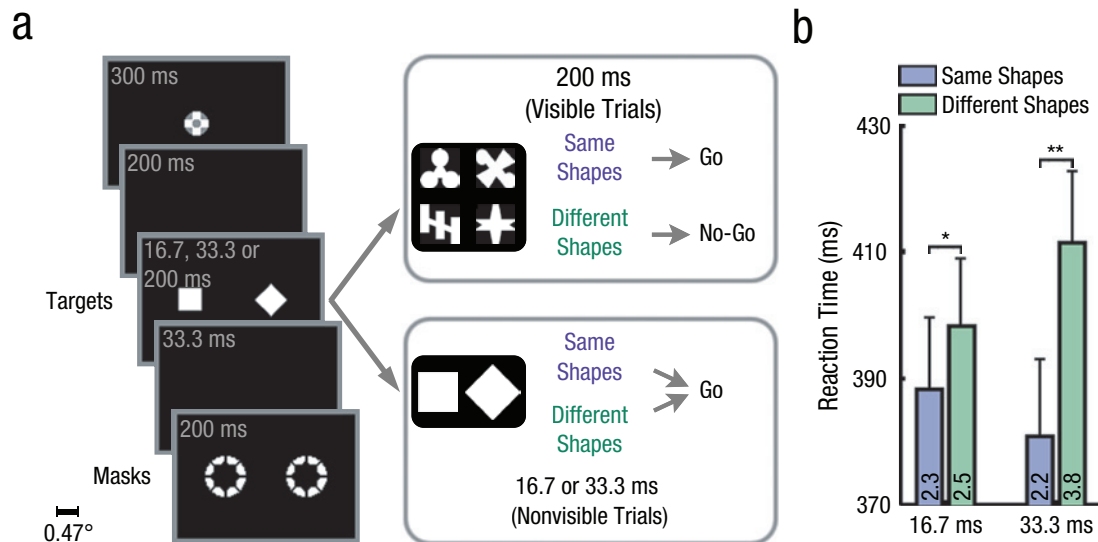 a
300 ms
200 ms
16.7, 33.3 or
200 ms
Targets
33.3 ms
200 ms
Masks
0.47°
200 ms
(Visible Trials)
Same
Shapes
Go
Different
Shapes
No-Go
Same
Shapes
Go
Different
Shapes
16.7 or 33.3 ms
(Nonvisible Trials)
b
Same Shapes
Different Shapes
Reaction Time (ms)
430
410
390
370
*
**
2.3
2.5
2.2
3.8
16.7 ms
33.3 ms